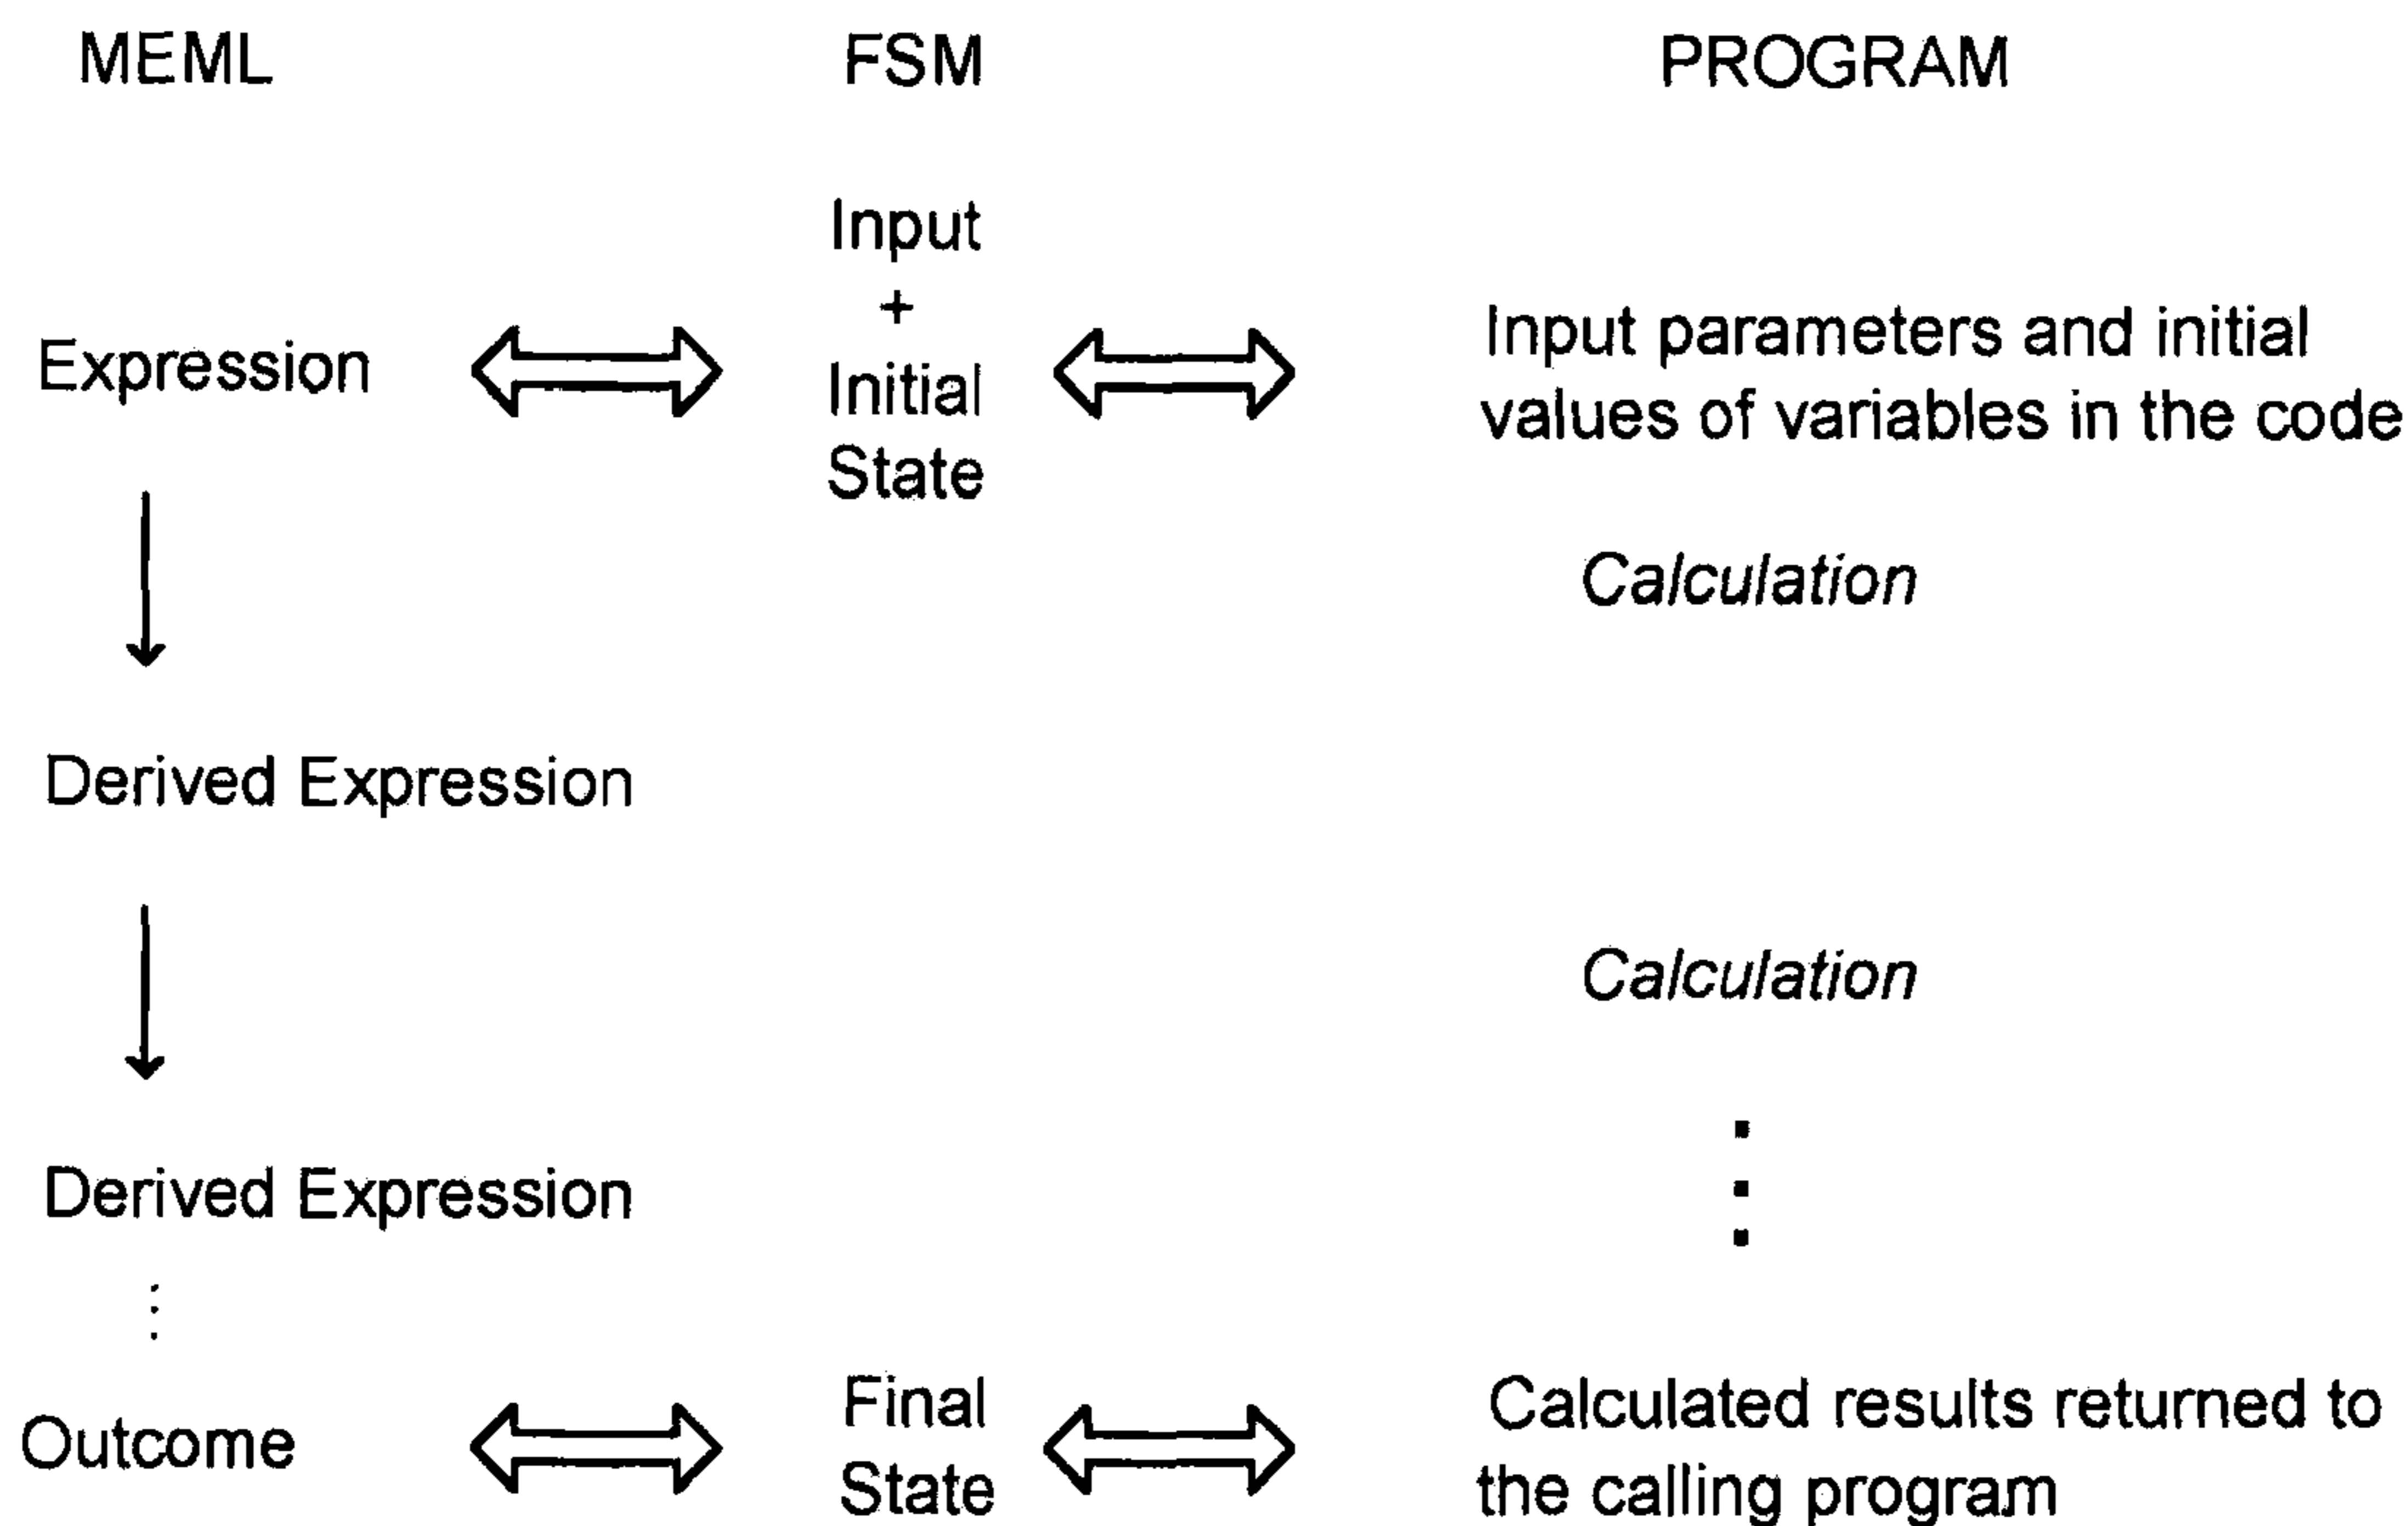 MEML
FSM
PROGRAM
Input
+
Initial
State
Expression
Input parameters and initial
values of variables in the code
Calculation
Derived Expression
Calculation
Derived Expression
Outcome
Final
State
Calculated results returned to
the calling program